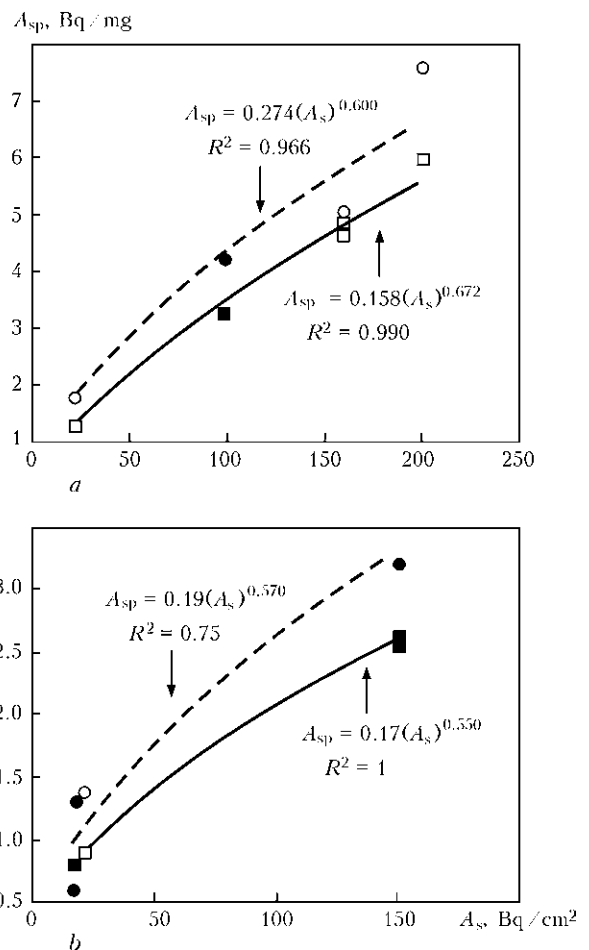 A_sp, Bq/mg
7
A_sp = 0.274(A_s)^0.600
R² = 0.966
6
5
4
A_sp = 0.158(A_s)^0.672
3
R² = 0.990
2
1
0 50 100 150 200 250
a
3.0
A_sp = 0.19(A_s)^0.570
R² = 0.75
2.5
2.0
A_sp = 0.17(A_s)^0.550
R² = 1
1.5
1.0
0.5
0 50 100 150 A_s, Bq/cm²
b